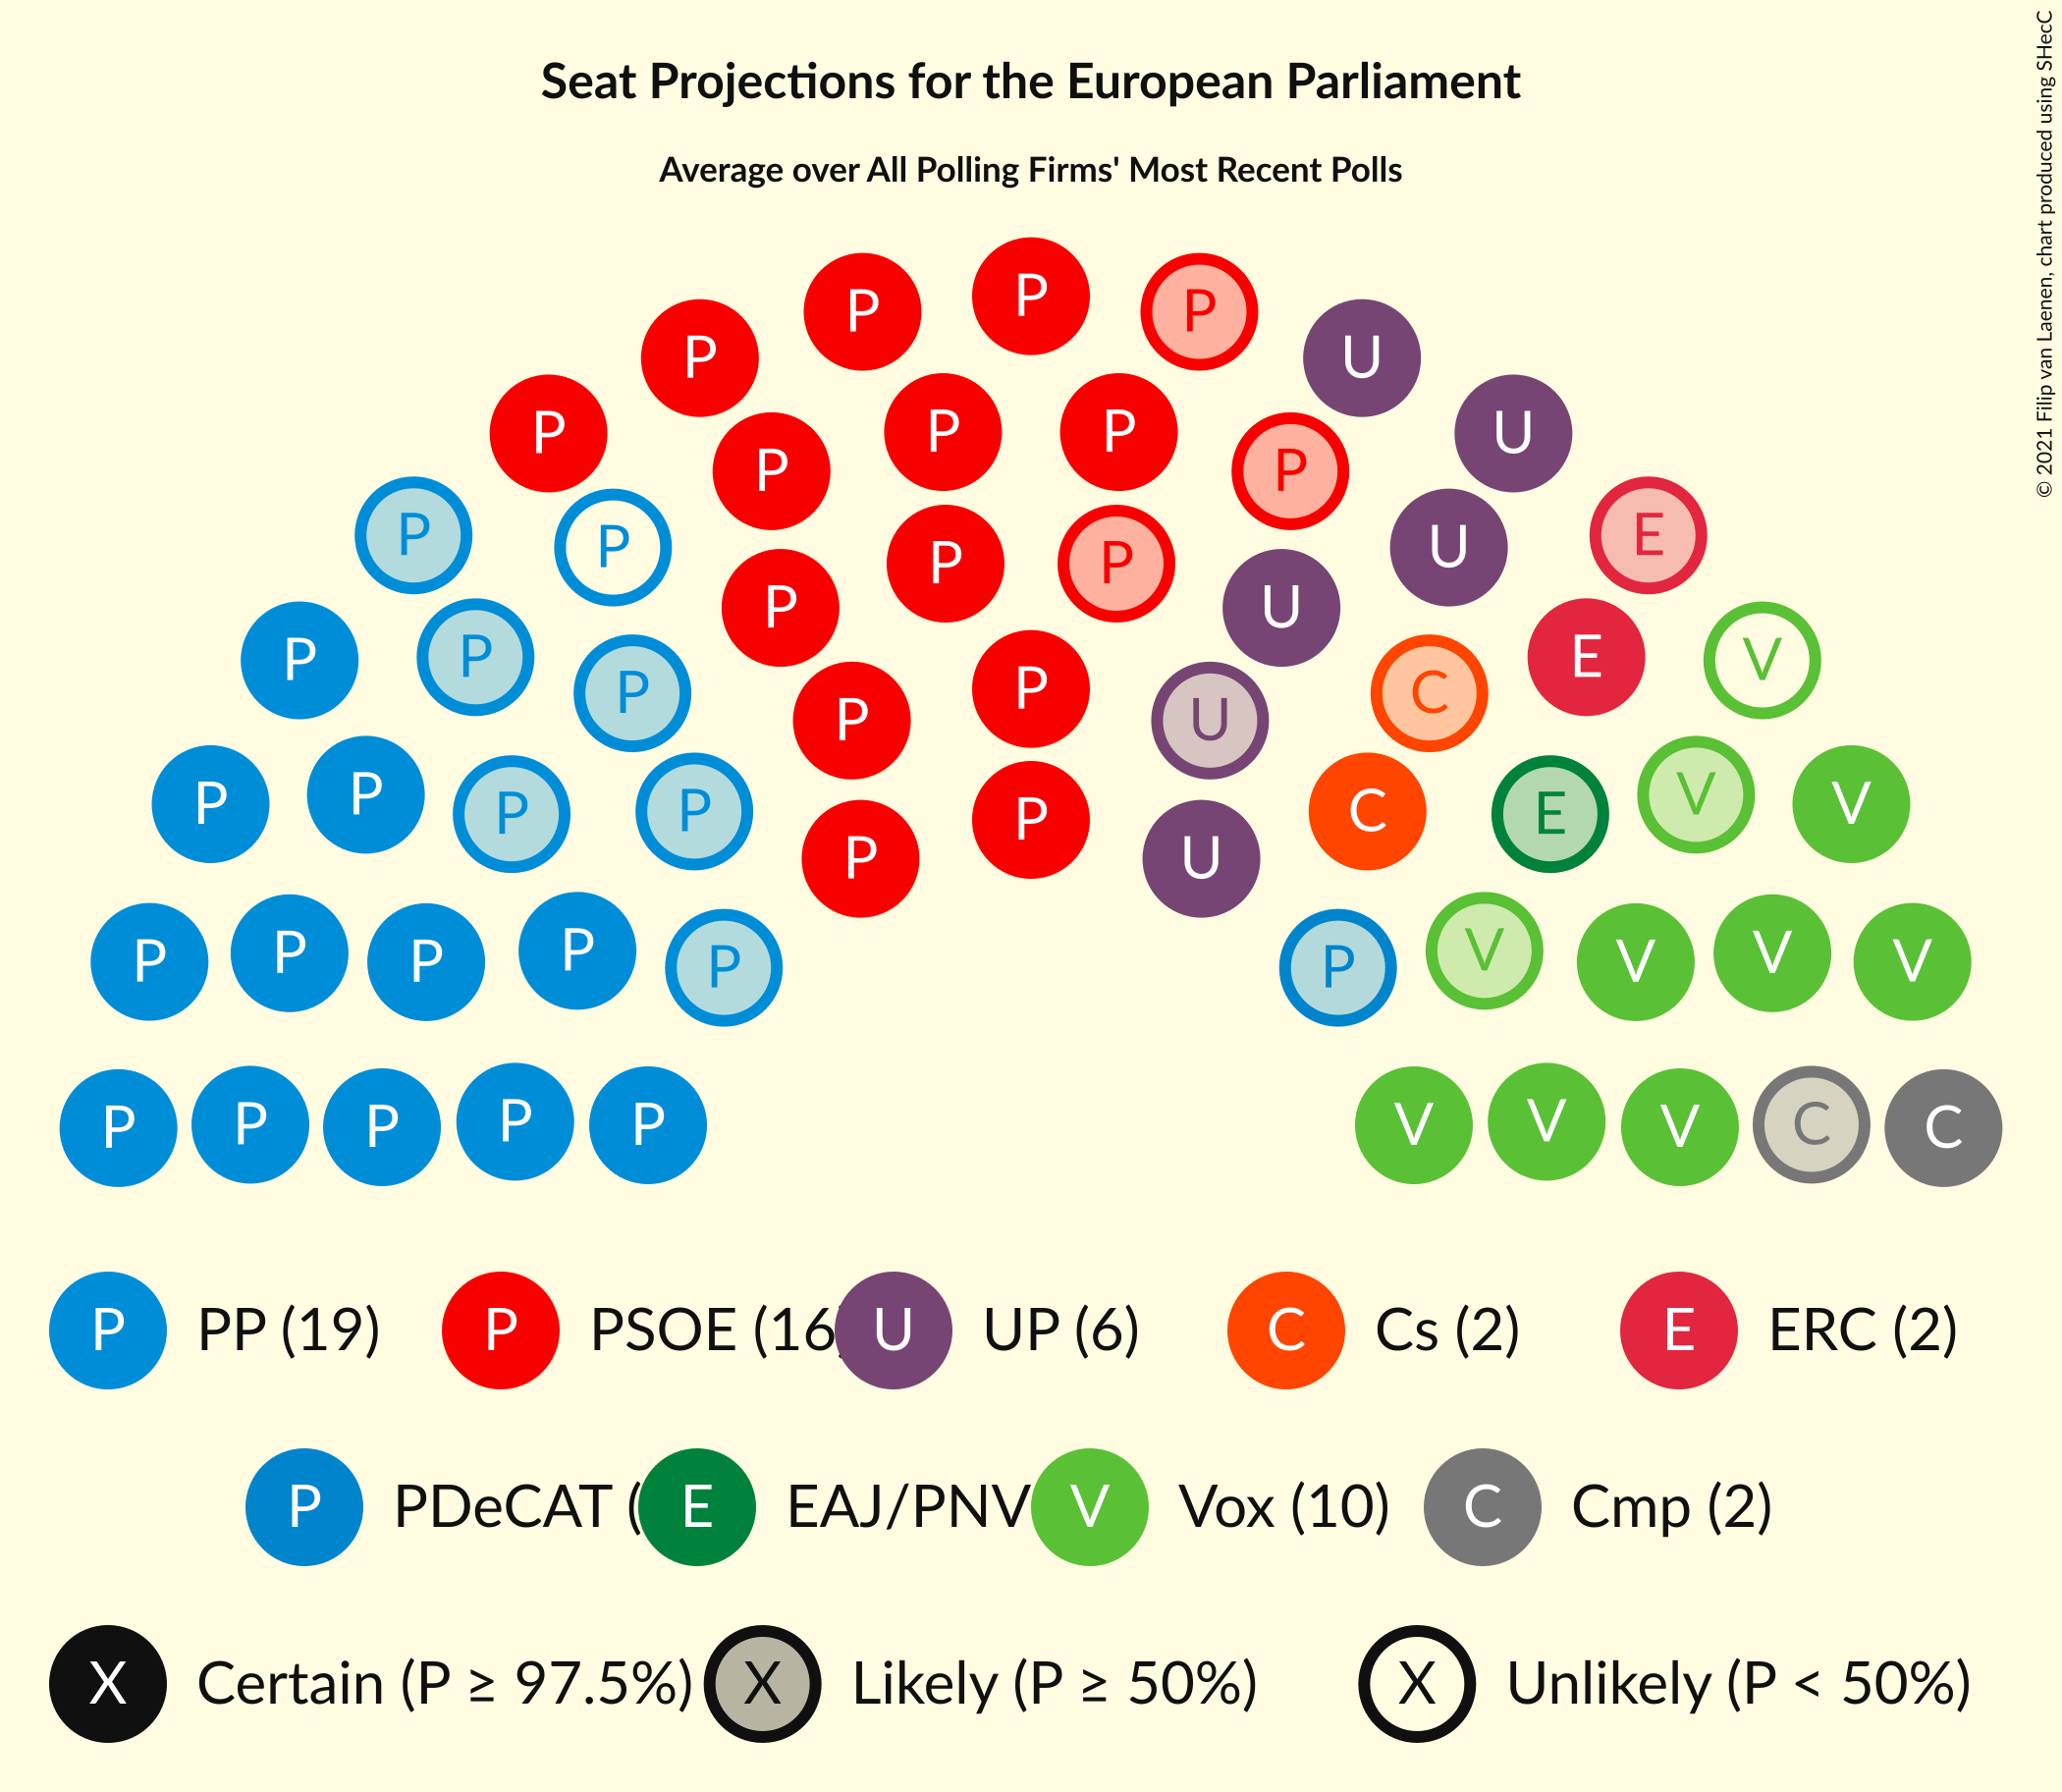 Seat Projections for the European Parliament
Average over All Polling Firms' Most Recent Polls
© 2021 Filip van Laenen, chart produced using SHecC
P P P P U
P P P P U
P P P P U
P P P P U E
P P P U C E V
P P P P U C E V V
P P P P P P U
P P P P P P V V V V
P P P P P V V V C C
P PP (19) P PSOE (16 U UP (6) C Cs (2) E ERC (2)
P PDeCAT ( E EAJ/PNV V Vox (10) C Cmp (2)
X Certain (P ≥ 97.5%) X Likely (P ≥ 50%) X Unlikely (P < 50%)